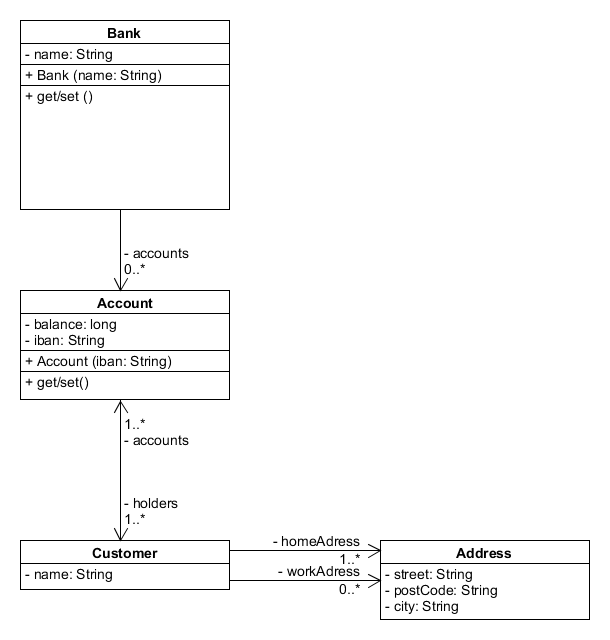 Bank
- name: String
+ Bank (name: String)
+ get/set ()
- accounts
0..*
Account
- balance: long
- iban: String
+ Account (iban: String)
+ get/set()
1..*
- accounts
- holders
1..*
Customer
- name: String
- homeAdress
1..*
- workAdress
0..*
Address
- street: String
- postCode: String
- city: String